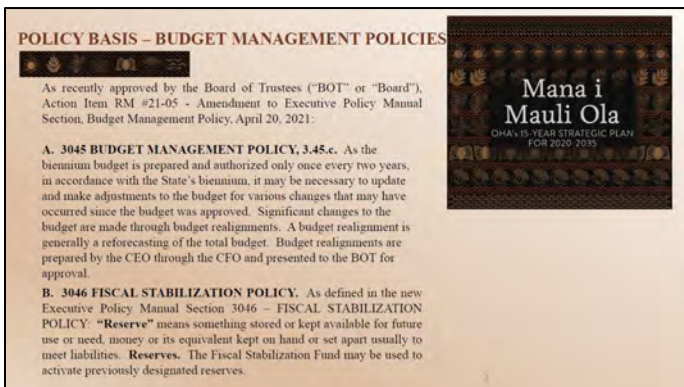 POLICY BASIS – BUDGET MANAGEMENT POLICIES
As recently approved by the Board of Trustees (“BOT” or “Board”),
Action Item RM #21-05 - Amendment to Executive Policy Manual
Section, Budget Management Policy, April 20, 2021:
A. 3045 BUDGET MANAGEMENT POLICY, 3.45.c. As the
biennium budget is prepared and authorized only once every two years,
in accordance with the State’s biennium, it may be necessary to update
and make adjustments to the budget for various changes that may have
occurred since the budget was approved. Significant changes to the
budget are made through budget realignments. A budget realignment is
generally a reforecasting of the total budget. Budget realignments are
prepared by the CEO through the CFO and presented to the BOT for
approval.
B. 3046 FISCAL STABILIZATION POLICY. As defined in the new
Executive Policy Manual Section 3046 – FISCAL STABILIZATION
POLICY: “Reserve” means something stored or kept available for future
use or need, money or its equivalent kept on hand or set apart usually to
meet liabilities. Reserves. The Fiscal Stabilization Fund may be used to
activate previously designated reserves.
Mana i
Mauli Ola
OHA's 15-YEAR STRATEGIC PLAN
FOR 2020-2035